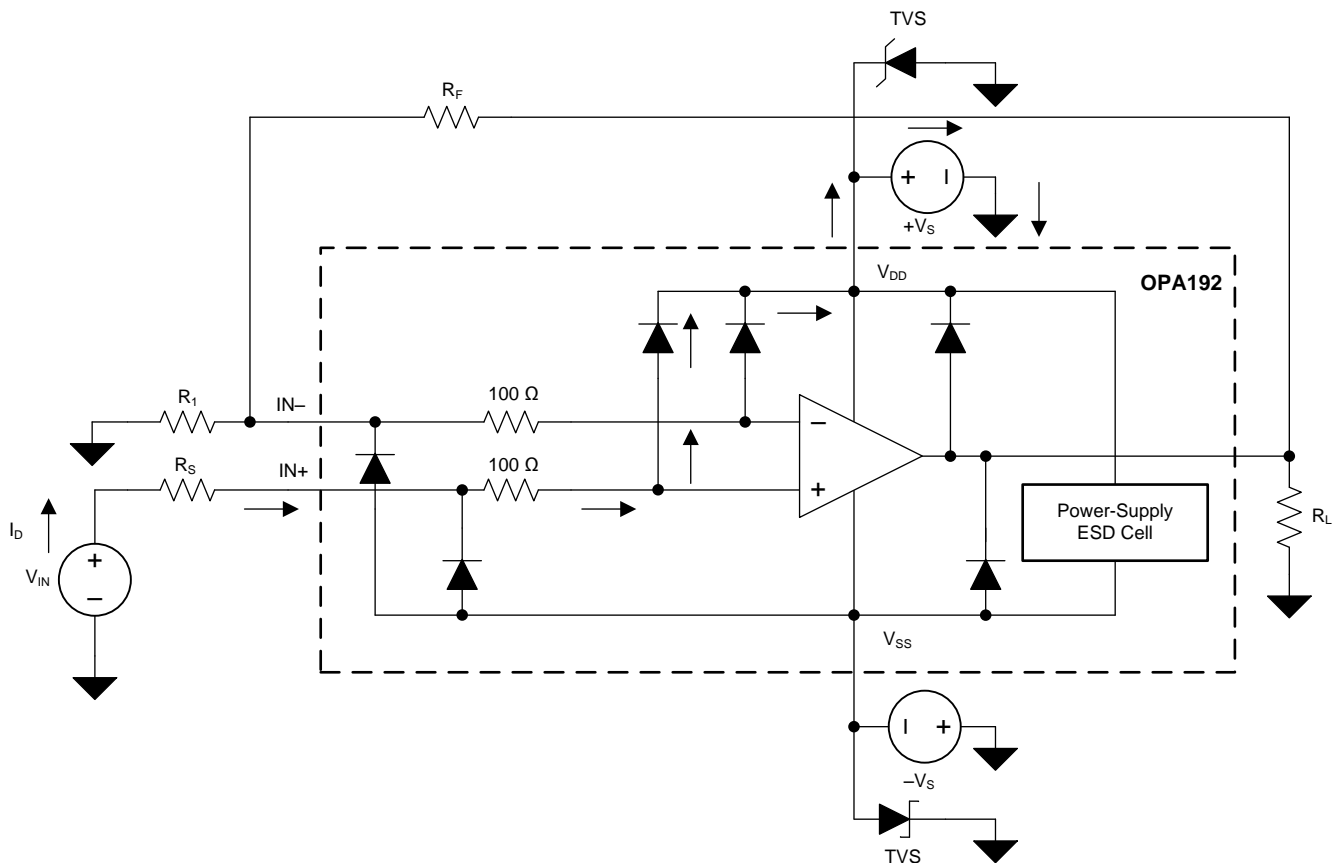 TVS
R_F
+
–
+V_S
V_DD
OPA192
R_1
IN–
100 Ω
–
R_S
IN+
100 Ω
+
Power-Supply
ESD Cell
R_L
I_D
V_IN
+
–
V_SS
–
+
–V_S
TVS